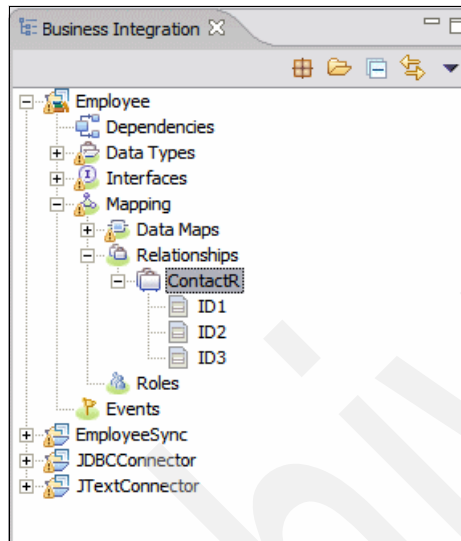 Business Integration
Employee
Dependencies
Data Types
Interfaces
Mapping
Data Maps
Relationships
ContactR
ID1
ID2
ID3
Roles
Events
EmployeeSync
JDBCConnector
JTextConnector